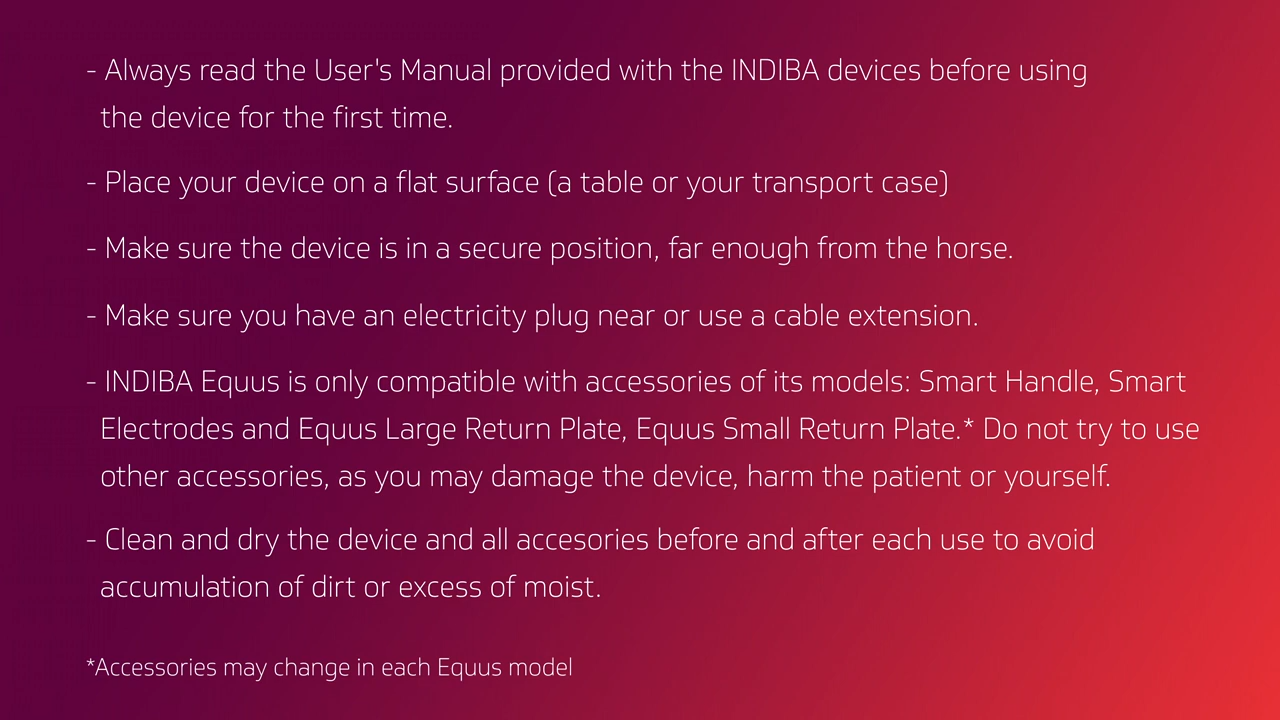 - Always read the User's Manual provided with the INDIBA devices before using
the device for the first time.
- Place your device on a flat surface (a table or your transport case)
- Make sure the device is in a secure position, far enough from the horse.
- Make sure you have an electricity plug near or use a cable extension.
- INDIBA Equus is only compatible with accessories of its models: Smart Handle, Smart
Electrodes and Equus Large Return Plate, Equus Small Return Plate.* Do not try to use
other accessories, as you may damage the device, harm the patient or yourself.
- Clean and dry the device and all accesories before and after each use to avoid
accumulation of dirt or excess of moist.
*Accessories may change in each Equus model